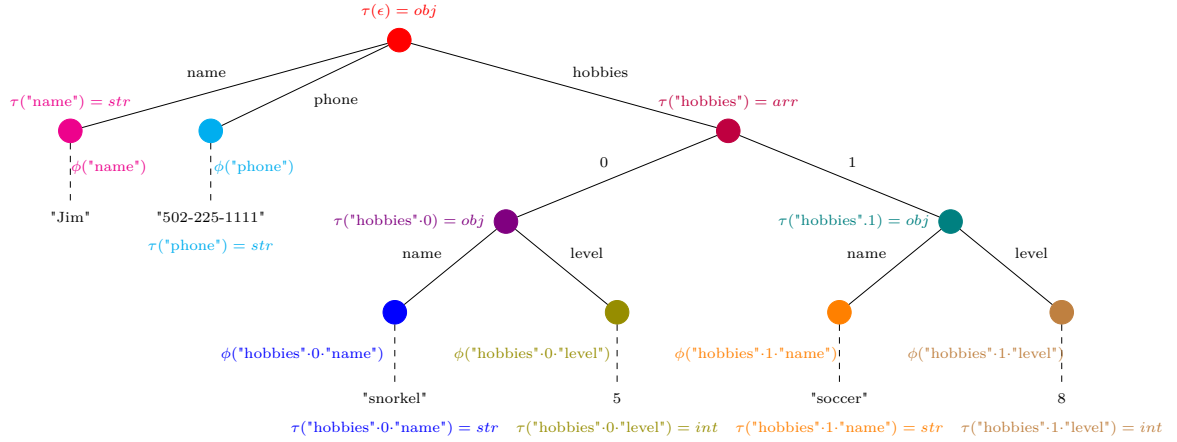 τ(ϵ) = obj
name
hobbies
phone
τ("name") = str
τ("hobbies") = arr
ϕ("name")
ϕ("phone")
0
1
"Jim"
"502-225-1111"
τ("hobbies"·0) = obj
τ("hobbies".1) = obj
τ("phone") = str
name
level
name
level
ϕ("hobbies"·0·"name")
ϕ("hobbies"·0·"level")
ϕ("hobbies"·1·"name")
ϕ("hobbies"·1·"level")
"snorkel"
5
"soccer"
8
τ("hobbies"·0·"name") = str
τ("hobbies"·0·"level") = int
τ("hobbies"·1·"name") = str
τ("hobbies"·1·"level") = int